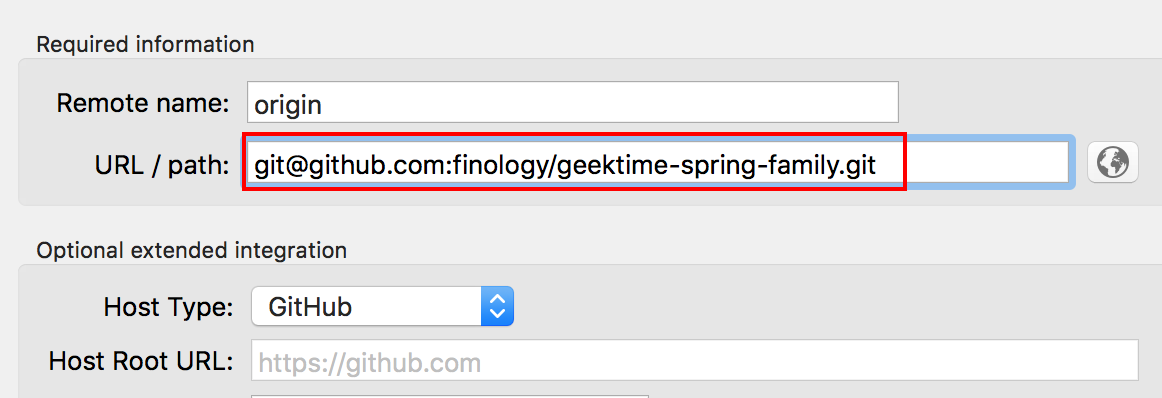 Required information
Remote name: origin
URL / path: git@github.com:finology/geektime-spring-family.git
Optional extended integration
Host Type: GitHub
Host Root URL: https://github.com